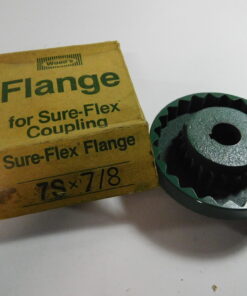 Wood's
Flange
for Sure-Flex
Coupling
Sure-Flex Flange
7S x 7/8